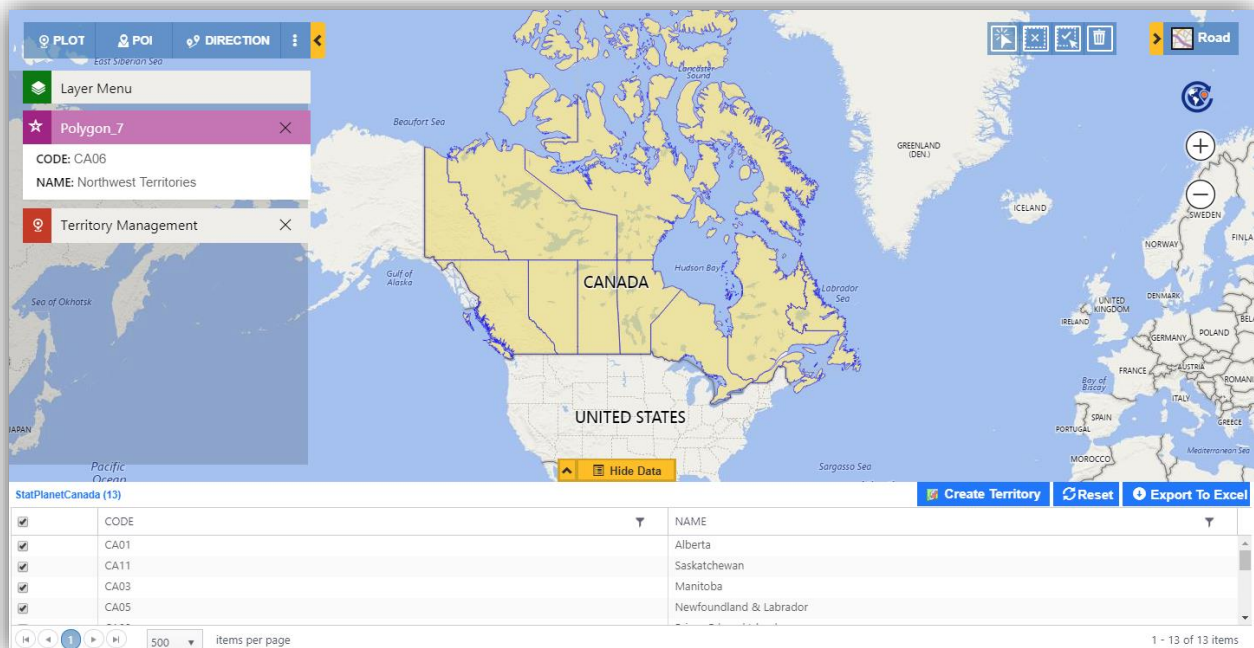 PLOT POI DIRECTION
Road
East Siberian Sea
Lancaster Sound
Layer Menu
Polygon_7
Beaufort Sea
GREENLAND (DEN.)
CODE: CA06
NAME: Northwest Territories
ICELAND
SWEDEN
Territory Management
NORWAY
FINLA
Gulf of Alaska
Hudson Bay
CANADA
Labrador Sea
Sea of Okhotsk
UNITED KINGDOM
DENMARK
IRELAND
BEL
GERMANY
POLAND
FRANCE
AUSTRIA
ROMANI
Bay of Biscay
ITALY
UNITED STATES
SPAIN
PORTUGAL
GREECE
JAPAN
Mediterranean Sea
MOROCCO
Pacific Ocean
Hide Data
Sargasso Sea
StatPlanetCanada (13)
Create Territory Reset Export To Excel
CODE NAME
CA01 Alberta
CA11 Saskatchewan
CA03 Manitoba
CA05 Newfoundland & Labrador
1 500 items per page 1 - 13 of 13 items